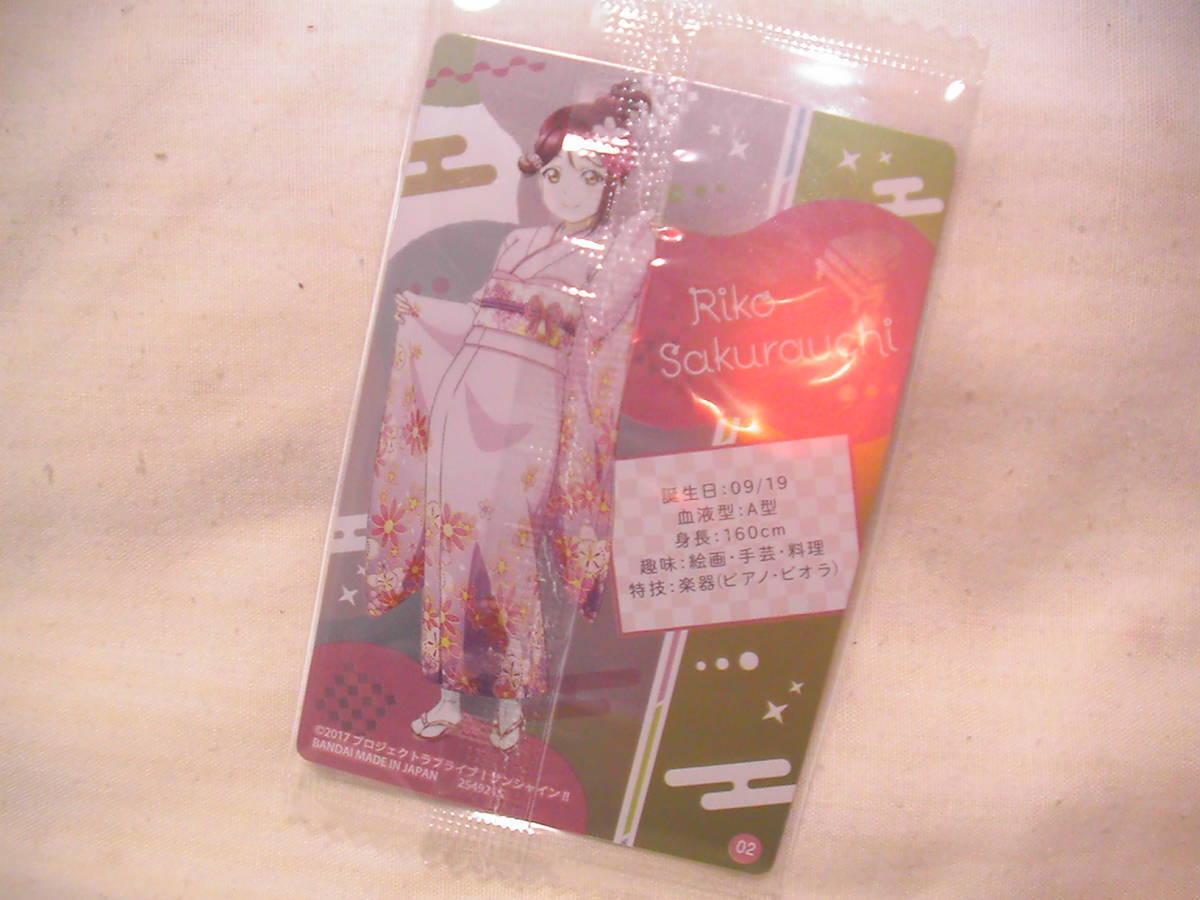 Riko
Sakurauchi
誕生日:09/19
血液型:A型
身長:160cm
趣味:絵画・手芸・料理
特技:楽器(ピアノ・ビオラ)
©2017 プロジェクトラブライブ!サンシャイン!!
BANDAI MADE IN JAPAN
02